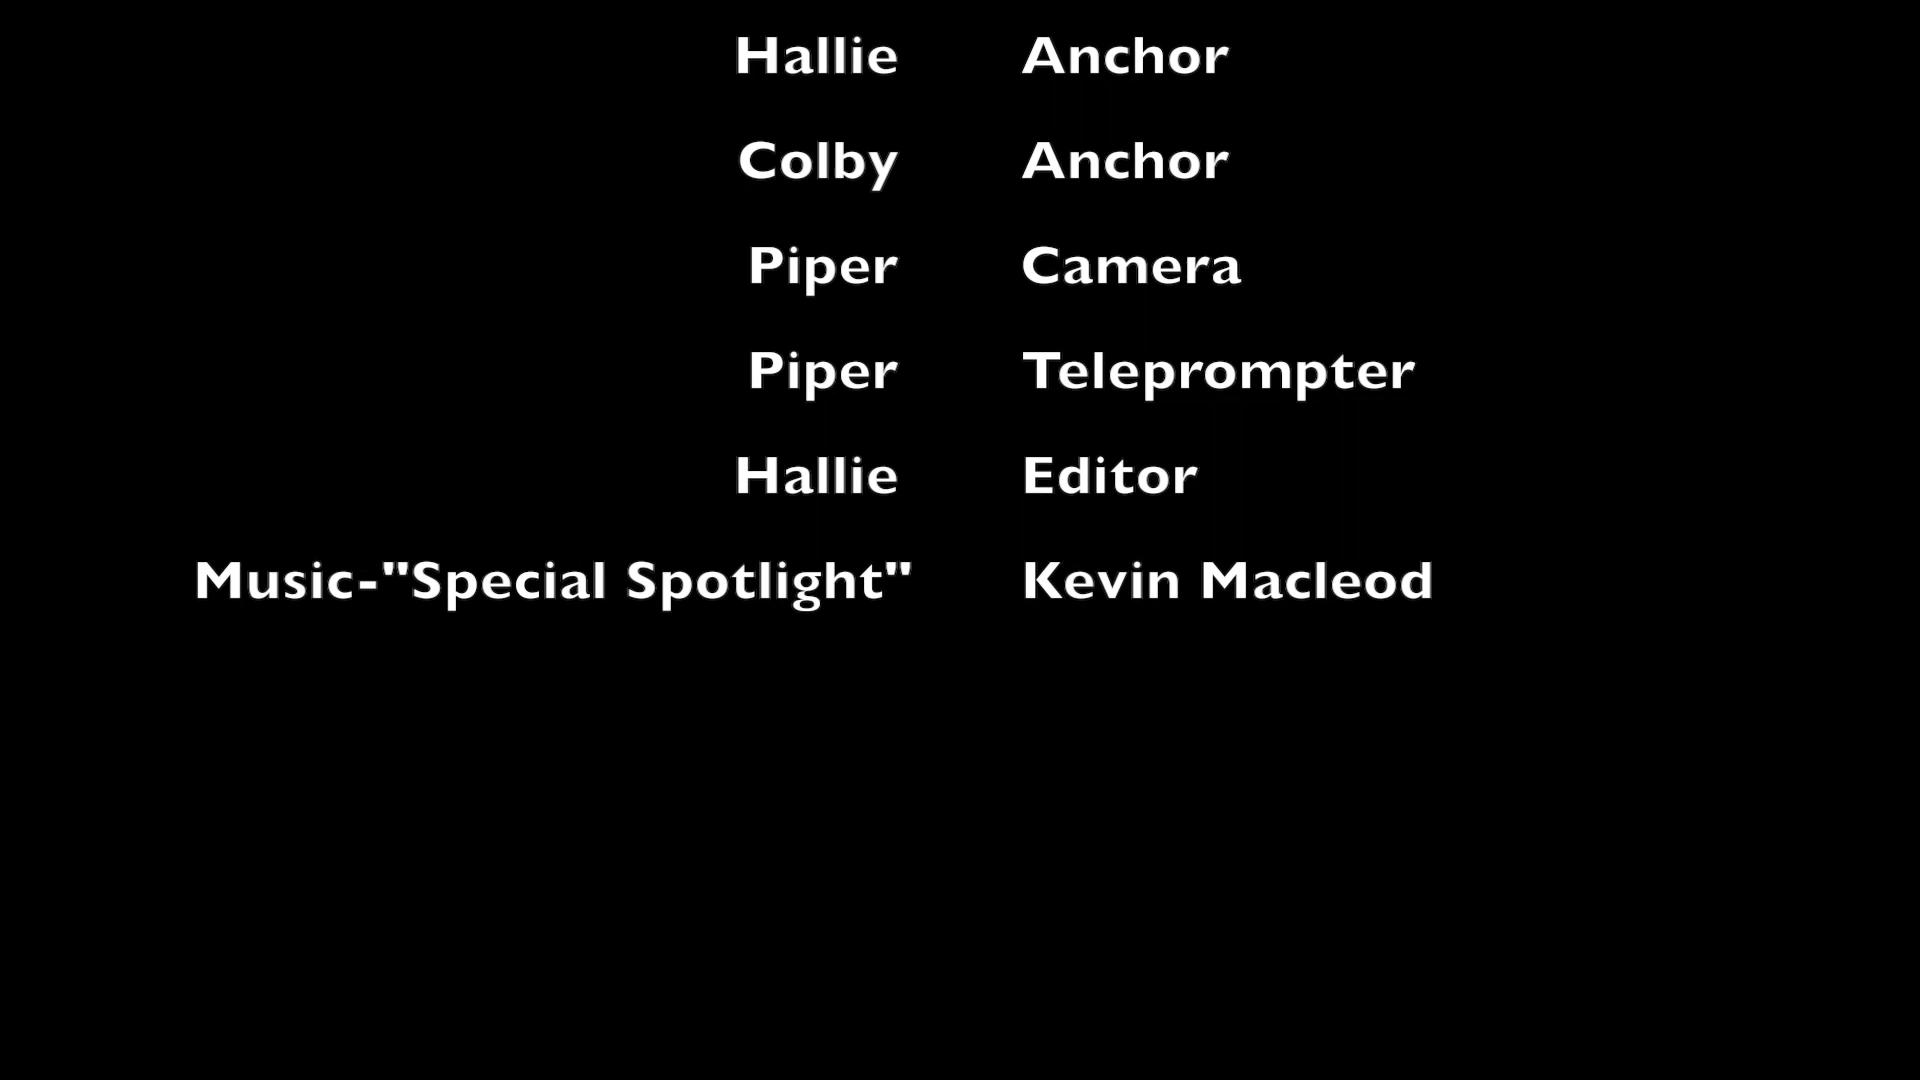 Hallie Anchor
Colby Anchor
Piper Camera
Piper Teleprompter
Hallie Editor
Music-"Special Spotlight" Kevin Macleod